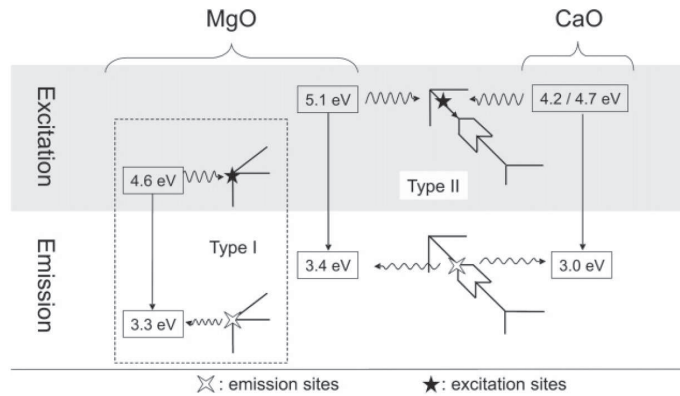 MgO
CaO
Excitation
5.1 eV
4.2 / 4.7 eV
4.6 eV
Type II
Emission
Type I
3.4 eV
3.0 eV
3.3 eV
: emission sites
: excitation sites